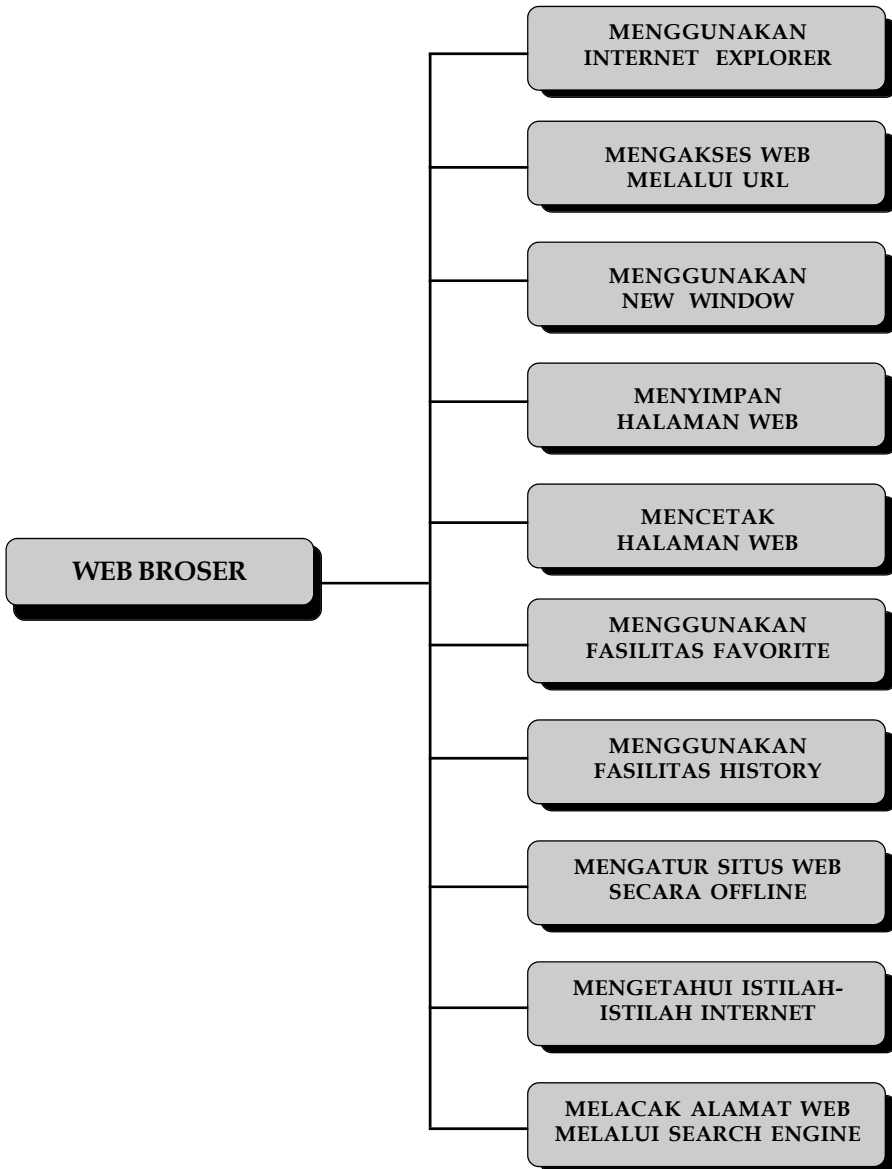 MENGGUNAKAN
INTERNET EXPLORER
MENGAKSES WEB
MELALUI URL
MENGGUNAKAN
NEW WINDOW
MENYIMPAN
HALAMAN WEB
MENCETAK
HALAMAN WEB
WEB BROSER
MENGGUNAKAN
FASILITAS FAVORITE
MENGGUNAKAN
FASILITAS HISTORY
MENGATUR SITUS WEB
SECARA OFFLINE
MENGETAHUI ISTILAH-
ISTILAH INTERNET
MELACAK ALAMAT WEB
MELALUI SEARCH ENGINE